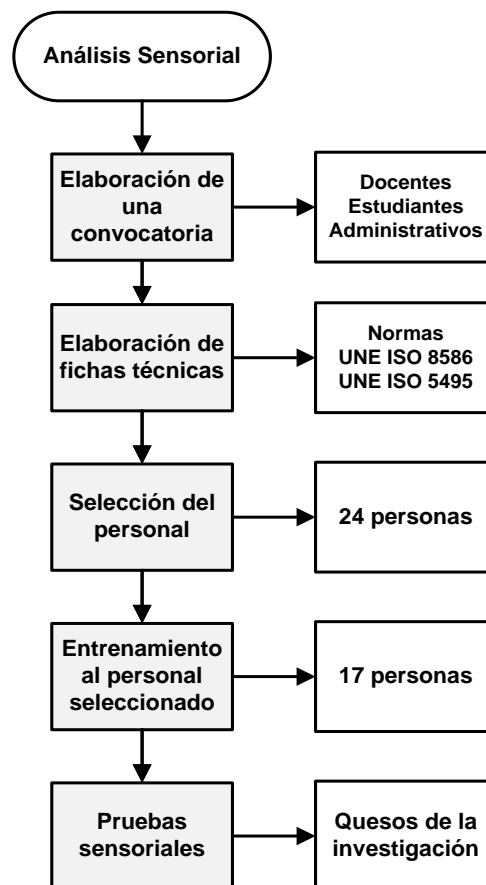 Análisis Sensorial
Elaboración de
una
convocatoria
Docentes
Estudiantes
Administrativos
Elaboración de
fichas técnicas
Normas
UNE ISO 8586
UNE ISO 5495
Selección del
personal
24 personas
Entrenamiento
al personal
seleccionado
17 personas
Pruebas
sensoriales
Quesos de la
investigación